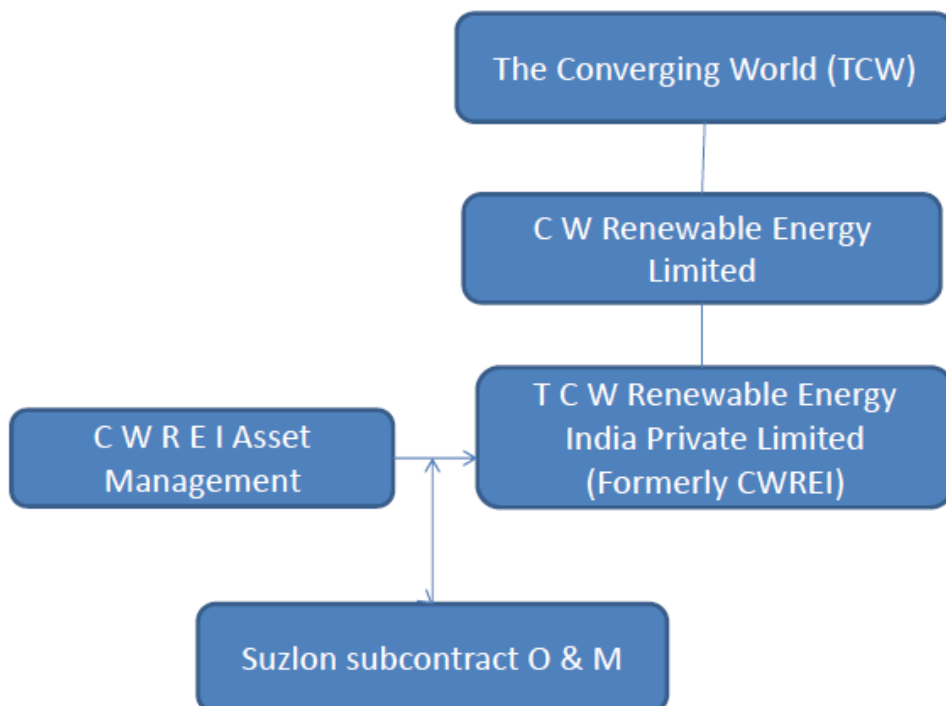 The Converging World (TCW)
C W Renewable Energy
Limited
T C W Renewable Energy
India Private Limited
(Formerly CWREI)
C W R E I Asset
Management
Suzlon subcontract O & M